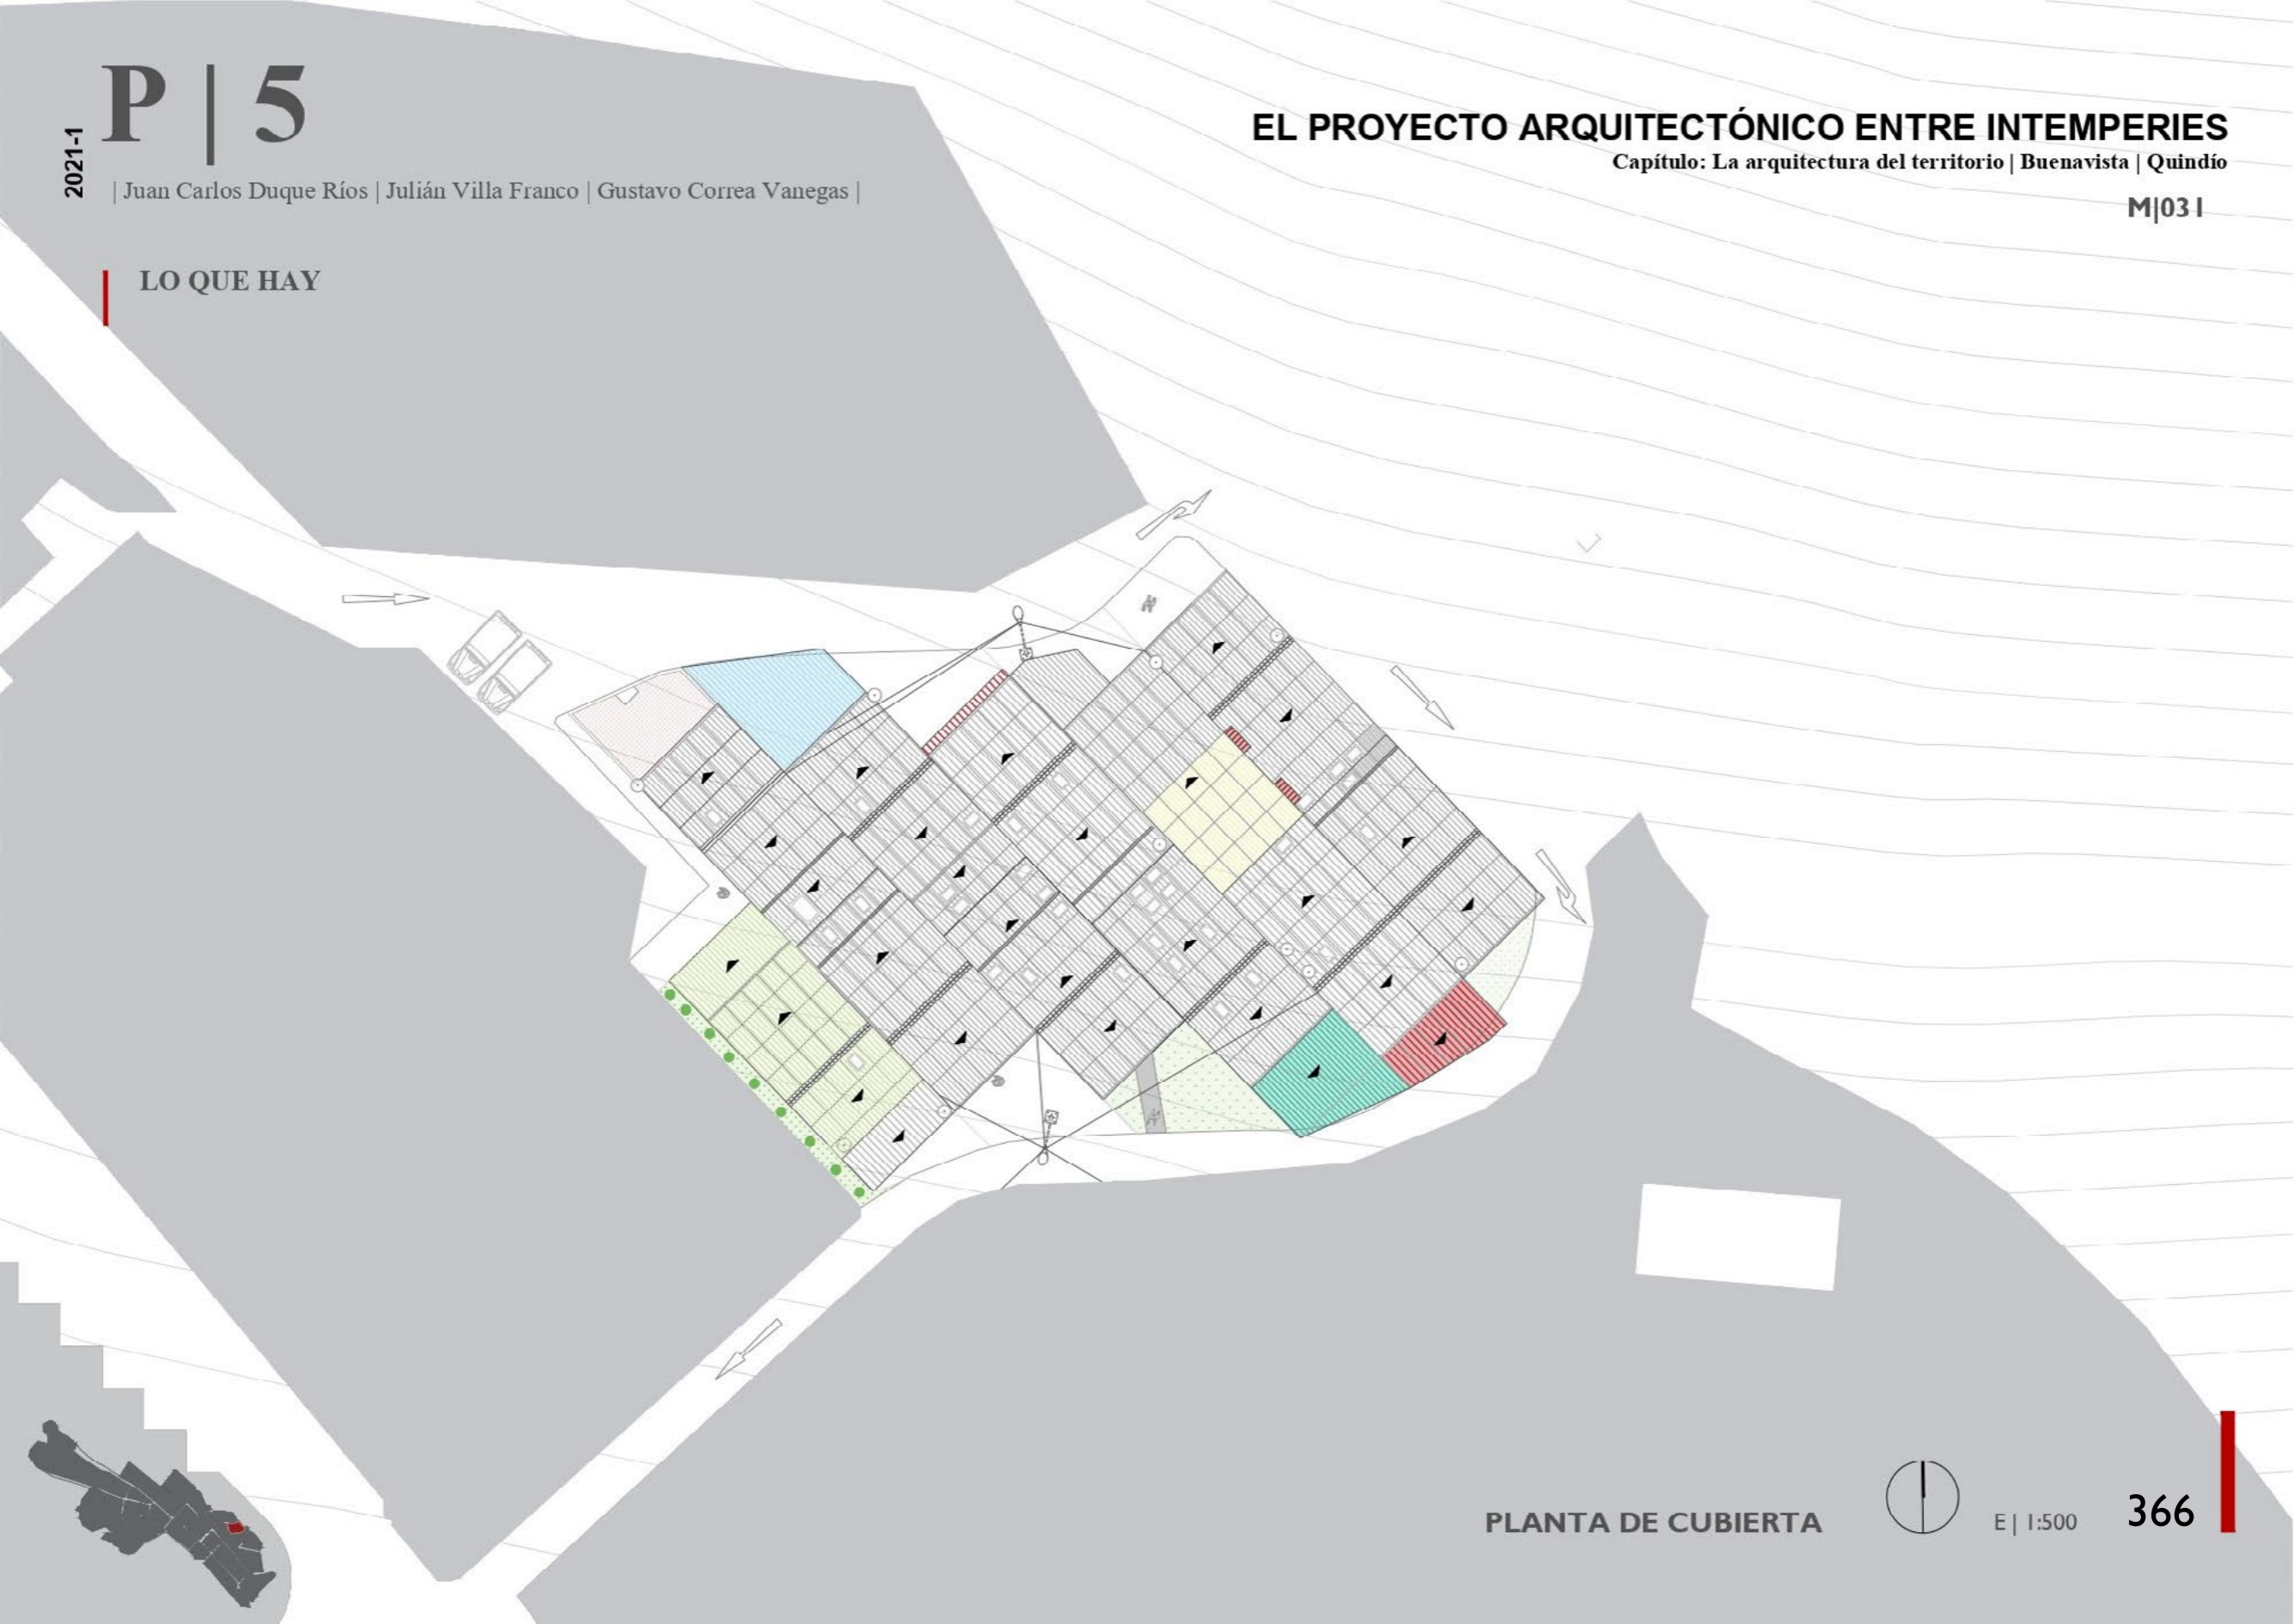 P | 5
2021-1
| Juan Carlos Duque Ríos | Julián Villa Franco | Gustavo Correa Vanegas |
LO QUE HAY
EL PROYECTO ARQUITECTÓNICO ENTRE INTEMPERIES
Capítulo: La arquitectura del territorio | Buenavista | Quindío
M|031
PLANTA DE CUBIERTA
E | 1:500
366